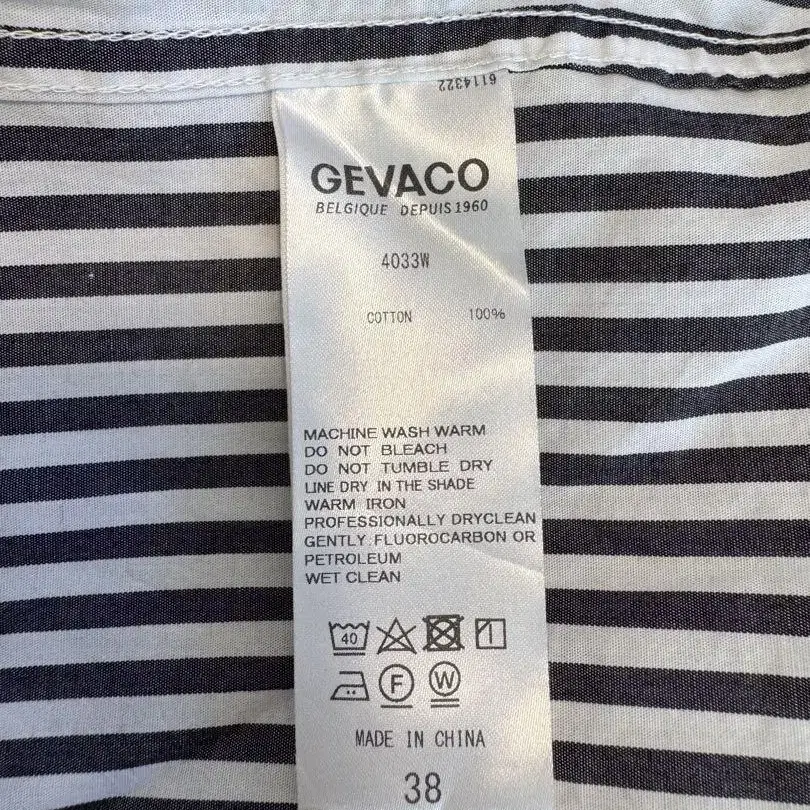 6114322
GEVACO
BELGIQUE DEPUIS 1960
4033W
COTTON 100%
MACHINE WASH WARM
DO NOT BLEACH
DO NOT TUMBLE DRY
LINE DRY IN THE SHADE
WARM IRON
PROFESSIONALLY DRYCLEAN
GENTLY FLUOROCARBON OR
PETROLEUM
WET CLEAN
40
F W
MADE IN CHINA
38